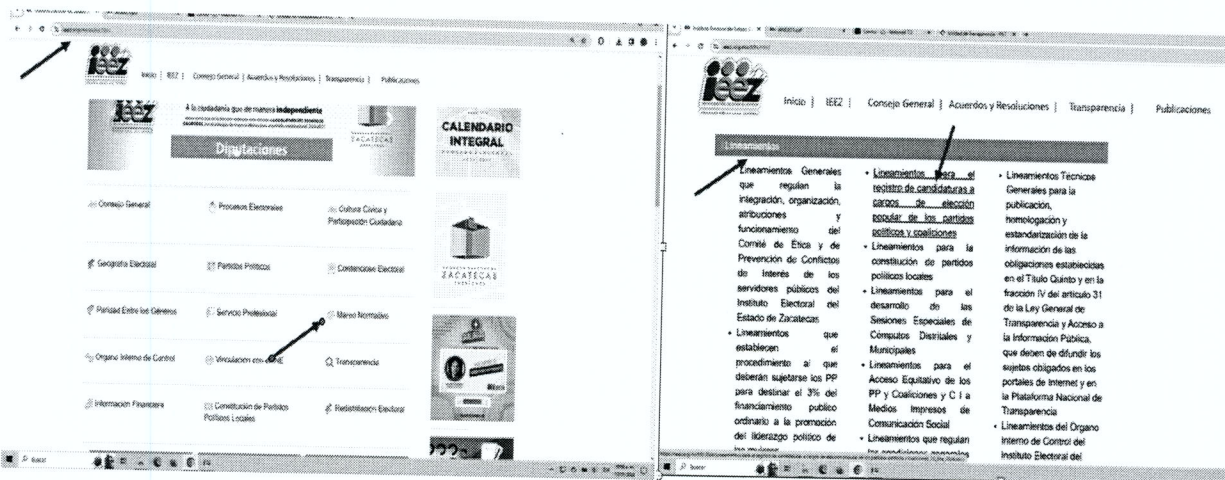 ieez
Inicio | IEEZ | Consejo General | Acuerdos y Resoluciones | Transparencia | Publicaciones
A la ciudadanía que de manera independiente
ZACATECAS
Diputaciones
CALENDARIO
INTEGRAL
Consejo General
Procesos Electorales
Cultura Cívica y
Participación Ciudadana
ZACATECAS
Geografía Electoral
Partidos Políticos
Contencioso Electoral
Paridad Entre los Géneros
Servicio Profesional
Marco Normativo
Organo Interno de Control
Vinculación con
Transparencia
Información Financiera
Constitución de Partidos
Políticos Locales
Redistritación Electoral
Buscar
ieez
Inicio | IEEZ | Consejo General | Acuerdos y Resoluciones | Transparencia | Publicaciones
Lineamientos
Lineamientos Generales
que regulan la
integración, organización,
atribuciones y
funcionamiento del
Comité de Ética y de
Prevención de Conflictos
de Interés de los
servidores públicos del
Instituto Electoral del
Estado de Zacatecas
• Lineamientos que
establecen el
procedimiento al que
deberán sujetarse los PP
para destinar el 3% del
financiamiento publico
ordinario a la promoción
del liderazgo político de
las mujeres
• Lineamientos para el
registro de candidaturas a
cargos de elección
popular de los partidos
políticos y coaliciones
• Lineamientos para la
constitución de partidos
políticos locales
• Lineamientos para el
desarrollo de las
Sesiones Especiales de
Cómputos Distritales y
Municipales
• Lineamientos para el
Acceso Equitativo de los
PP y Coaliciones y C I a
Medios Impresos de
Comunicación Social
• Lineamientos que regulan
las condiciones generales
• Lineamientos Técnicos
Generales para la
publicación,
homologación y
estandarización de la
información de las
obligaciones establecidas
en el Título Quinto y en la
fracción IV del artículo 31
de la Ley General de
Transparencia y Acceso a
la Información Pública,
que deben de difundir los
sujetos obligados en los
portales de Internet y en
la Plataforma Nacional de
Transparencia
• Lineamientos del Organo
Interno de Control del
Instituto Electoral del
Buscar